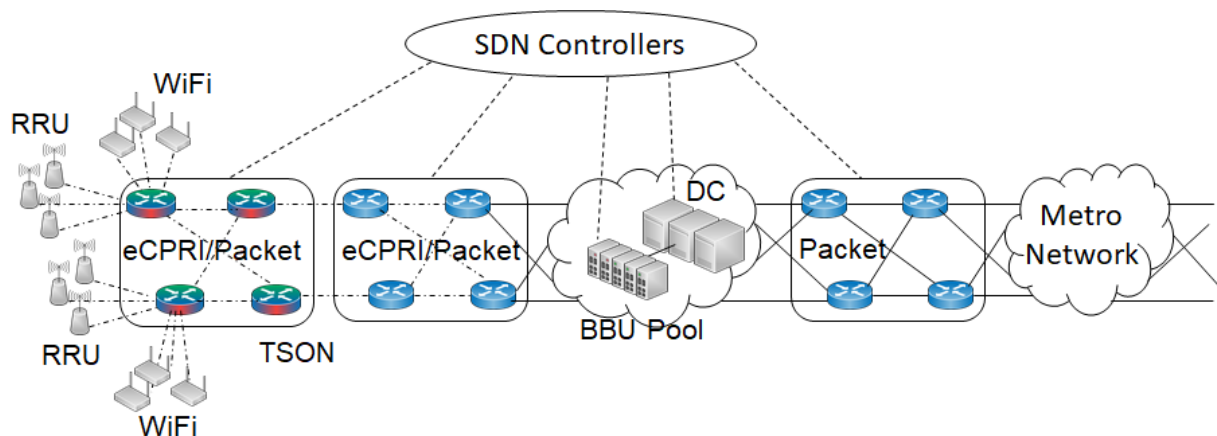 SDN Controllers
WiFi
RRU
DC
eCPRI/Packet
eCPRI/Packet
Packet
Metro
Network
RRU
TSON
BBU Pool
WiFi